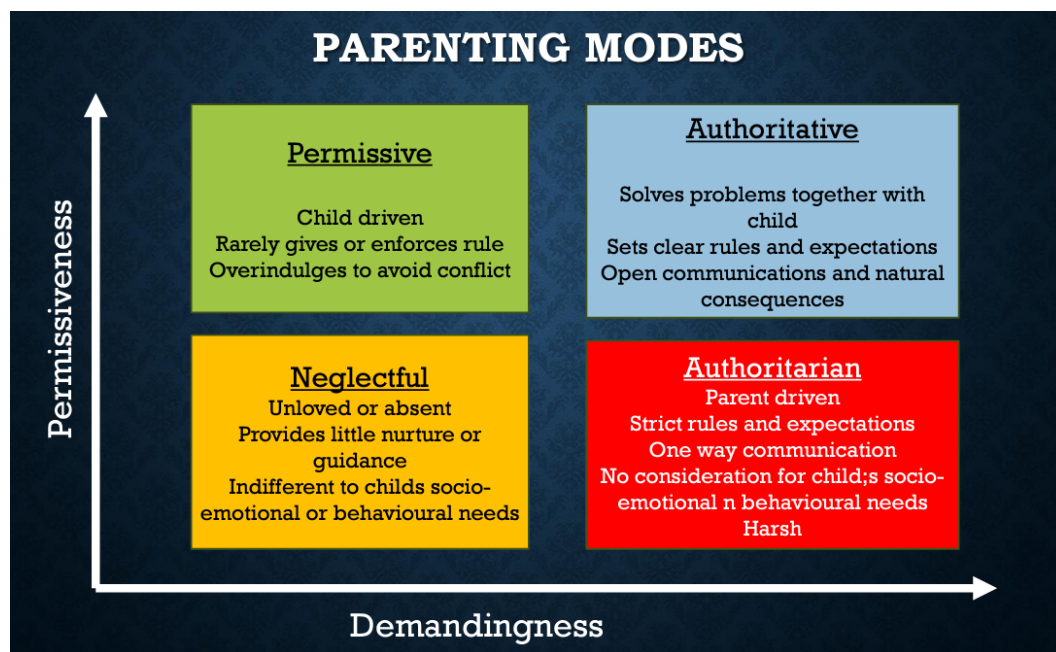 PARENTING MODES
Permissiveness
Permissive
Child driven
Rarely gives or enforces rule
Overindulges to avoid conflict
Authoritative
Solves problems together with
child
Sets clear rules and expectations
Open communications and natural
consequences
Neglectful
Unloved or absent
Provides little nurture or
guidance
Indifferent to childs socio-
emotional or behavioural needs
Authoritarian
Parent driven
Strict rules and expectations
One way communication
No consideration for child;s socio-
emotional n behavioural needs
Harsh
Demandingness